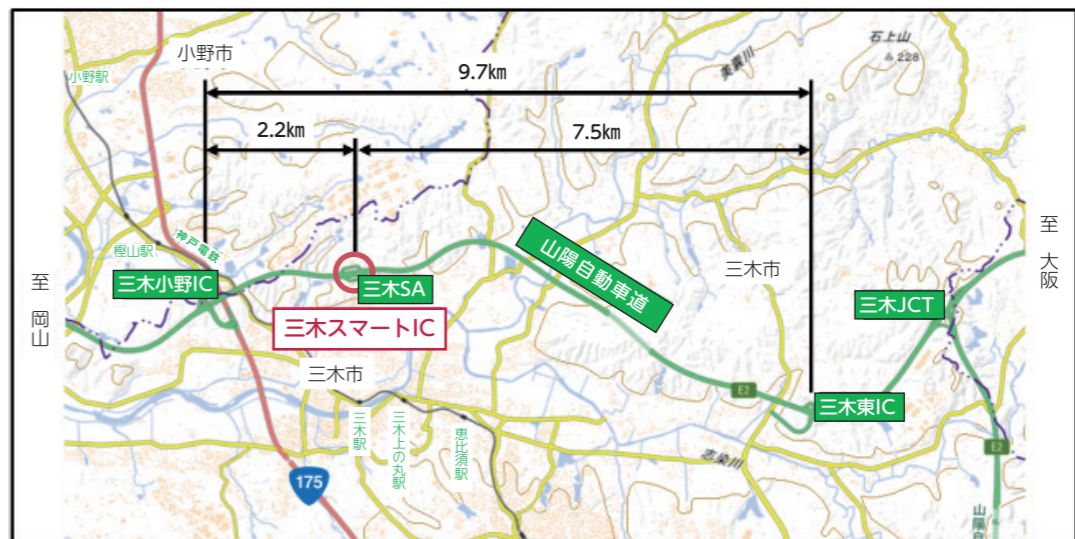 小野市
小野駅
9.7㎞
美嚢川
石上山
228
2.2㎞
7.5㎞
樫山駅
神戸電鉄
至 岡山
三木小野IC
三木SA
三木スマートIC
山陽自動車道
三木市
三木JCT
至 大阪
三木市
E2
三木東IC
三木駅
三木上の丸駅
恵比須駅
志染川
E2
175
山陽自